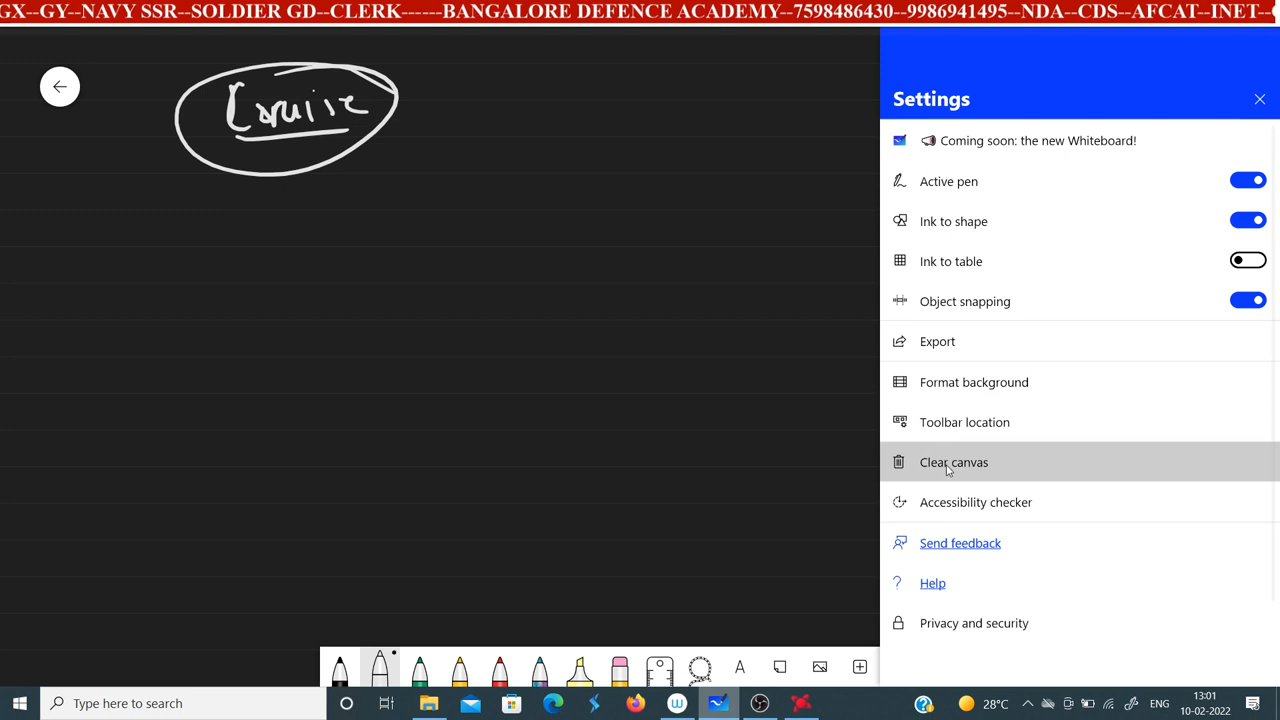 GX--GY--NAVY SSR--SOLDIER GD--CLERK------BANGALORE DEFENCE ACADEMY--7598486430--9986941495--NDA--CDS--AFCAT--INET--
Cruise
Settings
Coming soon: the new Whiteboard!
Active pen
Ink to shape
Ink to table
Object snapping
Export
Format background
Toolbar location
Clear canvas
Accessibility checker
Send feedback
Help
Privacy and security
Type here to search
28°C
ENG
13:01
10-02-2022